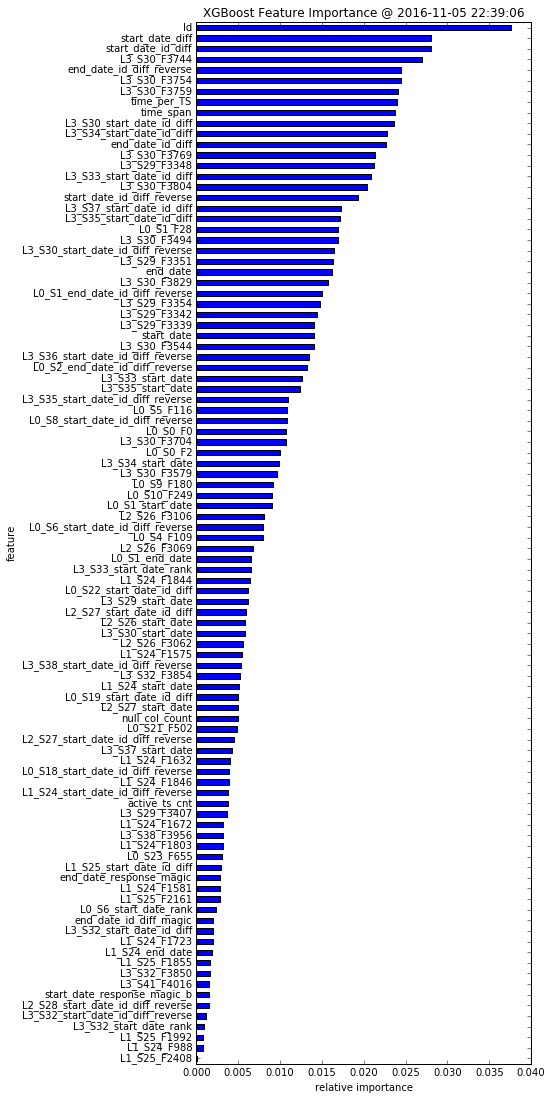 XGBoost Feature Importance @ 2016-11-05 22:39:06
Id
start_date_diff
start_date_id_diff
L3_S30_F3744
end_date_id_diff_reverse
L3_S30_F3754
L3_S30_F3759
time_per_TS
time_span
L3_S30_start_date_id_diff
L3_S34_start_date_id_diff
end_date_id_diff
L3_S30_F3769
L3_S29_F3348
L3_S33_start_date_id_diff
L3_S30_F3804
start_date_id_diff_reverse
L3_S37_start_date_id_diff
L3_S35_start_date_id_diff
L0_S1_F28
L3_S30_F3494
L3_S30_start_date_id_diff_reverse
L3_S29_F3351
end_date
L3_S30_F3829
L0_S1_end_date_id_diff_reverse
L3_S29_F3354
L3_S29_F3342
L3_S29_F3339
start_date
L3_S30_F3544
L3_S36_start_date_id_diff_reverse
L0_S2_end_date_id_diff_reverse
L3_S33_start_date
L3_S35_start_date
L3_S35_start_date_id_diff_reverse
L0_S5_F116
L0_S8_start_date_id_diff_reverse
L0_S0_F0
L3_S30_F3704
L0_S0_F2
L3_S34_start_date
L3_S30_F3579
L0_S9_F180
L0_S10_F249
L0_S1_start_date
L2_S26_F3106
L0_S6_start_date_id_diff_reverse
L0_S4_F109
L2_S26_F3069
L0_S1_end_date
L3_S33_start_date_rank
L1_S24_F1844
L0_S22_start_date_id_diff
L3_S29_start_date
L2_S27_start_date_id_diff
L2_S26_start_date
L3_S30_start_date
L2_S26_F3062
L1_S24_F1575
L3_S38_start_date_id_diff_reverse
L3_S32_F3854
L1_S24_start_date
L0_S19_start_date_id_diff
L2_S27_start_date
null_col_count
L0_S21_F502
L2_S27_start_date_id_diff_reverse
L3_S37_start_date
L1_S24_F1632
L0_S18_start_date_id_diff_reverse
L1_S24_F1846
L1_S24_start_date_id_diff_reverse
active_ts_cnt
L3_S29_F3407
L1_S24_F1672
L3_S38_F3956
L1_S24_F1803
L0_S23_F655
L1_S25_start_date_id_diff
end_date_response_magic
L1_S24_F1581
L1_S25_F2161
L0_S6_start_date_rank
end_date_id_diff_magic
L3_S32_start_date_id_diff
L1_S24_F1723
L1_S24_end_date
L1_S25_F1855
L3_S32_F3850
L3_S41_F4016
start_date_response_magic_b
L2_S28_start_date_id_diff_reverse
L3_S32_start_date_id_diff_reverse
L3_S32_start_date_rank
L1_S25_F1992
L1_S24_F988
L1_S25_F2408
feature
0.000 0.005 0.010 0.015 0.020 0.025 0.030 0.035 0.040
relative importance